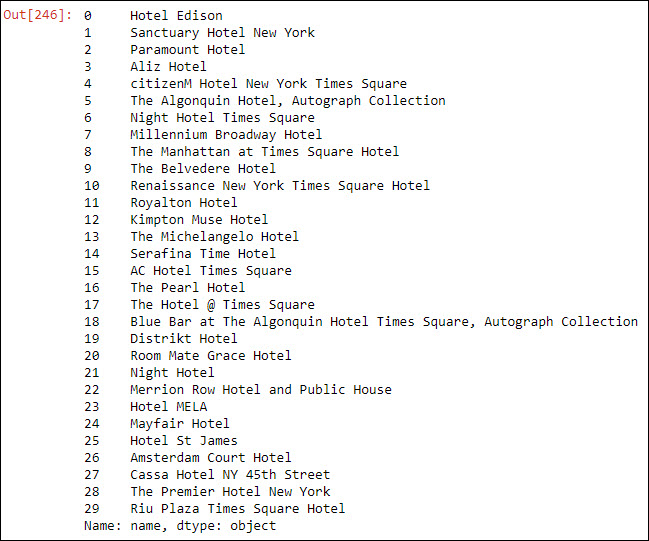 Out[246]: 0 Hotel Edison
1 Sanctuary Hotel New York
2 Paramount Hotel
3 Aliz Hotel
4 citizenM Hotel New York Times Square
5 The Algonquin Hotel, Autograph Collection
6 Night Hotel Times Square
7 Millennium Broadway Hotel
8 The Manhattan at Times Square Hotel
9 The Belvedere Hotel
10 Renaissance New York Times Square Hotel
11 Royalton Hotel
12 Kimpton Muse Hotel
13 The Michelangelo Hotel
14 Serafina Time Hotel
15 AC Hotel Times Square
16 The Pearl Hotel
17 The Hotel @ Times Square
18 Blue Bar at The Algonquin Hotel Times Square, Autograph Collection
19 Distrikt Hotel
20 Room Mate Grace Hotel
21 Night Hotel
22 Merrion Row Hotel and Public House
23 Hotel MELA
24 Mayfair Hotel
25 Hotel St James
26 Amsterdam Court Hotel
27 Cassa Hotel NY 45th Street
28 The Premier Hotel New York
29 Riu Plaza Times Square Hotel
Name: name, dtype: object